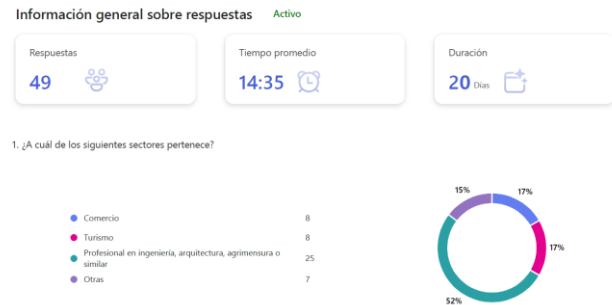 Información general sobre respuestas Activo
Respuestas
49
Tiempo promedio
14:35
Duración
20 Días
1. ¿A cuál de los siguientes sectores pertenece?
Comercio 8
Turismo 8
Profesional en ingeniería, arquitectura, agrimensura o
similar 25
Otras 7
15%
17%
17%
52%